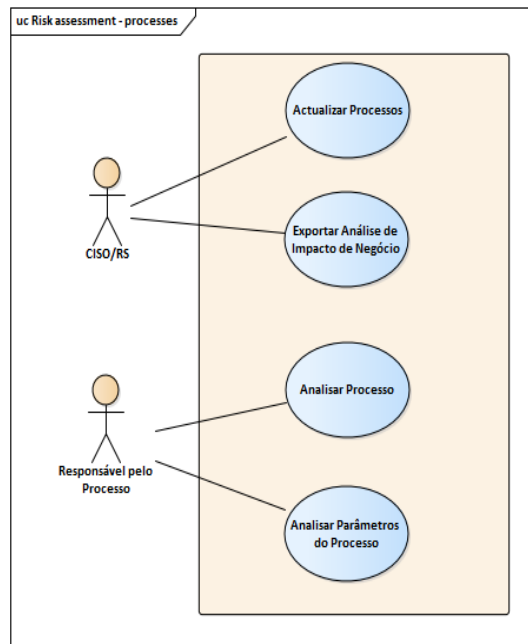 uc Risk assessment - processes
Actualizar Processos
Exportar Análise de
Impacto de Negócio
CISO/RS
Analisar Processo
Responsável pelo
Processo
Analisar Parâmetros
do Processo